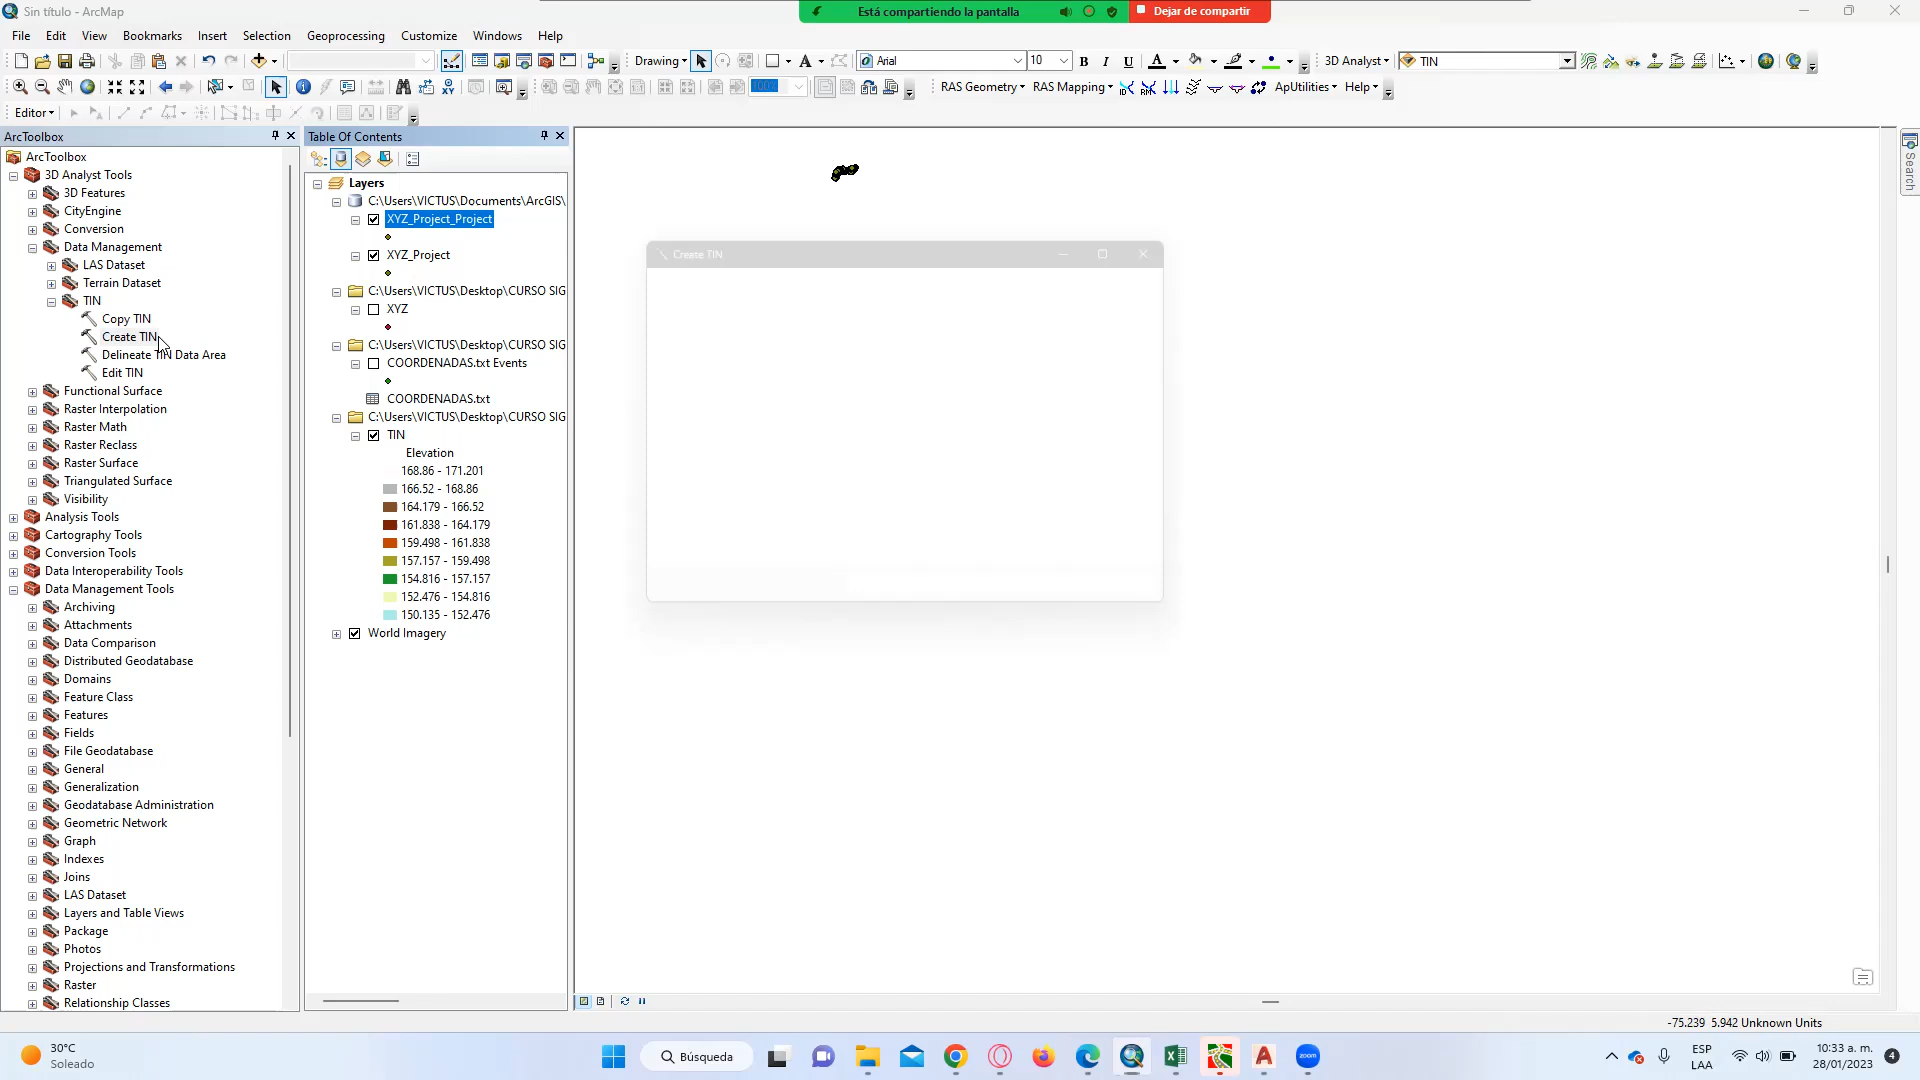 Sin título - ArcMap
Está compartiendo la pantalla
Dejar de compartir
File Edit View Bookmarks Insert Selection Geoprocessing Customize Windows Help
Drawing Arial 10 B I U A 3D Analyst TIN
100%
RAS Geometry RAS Mapping ApUtilities Help
Editor
ArcToolbox
ArcToolbox
3D Analyst Tools
3D Features
CityEngine
Conversion
Data Management
LAS Dataset
Terrain Dataset
TIN
Copy TIN
Create TIN
Delineate TIN Data Area
Edit TIN
Functional Surface
Raster Interpolation
Raster Math
Raster Reclass
Raster Surface
Triangulated Surface
Visibility
Analysis Tools
Cartography Tools
Conversion Tools
Data Interoperability Tools
Data Management Tools
Archiving
Attachments
Data Comparison
Distributed Geodatabase
Domains
Feature Class
Features
Fields
File Geodatabase
General
Generalization
Geodatabase Administration
Geometric Network
Graph
Indexes
Joins
LAS Dataset
Layers and Table Views
Package
Photos
Projections and Transformations
Raster
Relationship Classes
Table Of Contents
Layers
C:\Users\VICTUS\Documents\ArcGIS\
XYZ_Project_Project
XYZ_Project
C:\Users\VICTUS\Desktop\CURSO SIG
XYZ
C:\Users\VICTUS\Desktop\CURSO SIG
COORDENADAS.txt Events
COORDENADAS.txt
C:\Users\VICTUS\Desktop\CURSO SIG
TIN
Elevation
168.86 - 171.201
166.52 - 168.86
164.179 - 166.52
161.838 - 164.179
159.498 - 161.838
157.157 - 159.498
154.816 - 157.157
152.476 - 154.816
150.135 - 152.476
World Imagery
Create TIN
Search
-75.239 5.942 Unknown Units
30°C
Soleado
Búsqueda
zoom
ESP
LAA
10:33 a. m.
28/01/2023
4